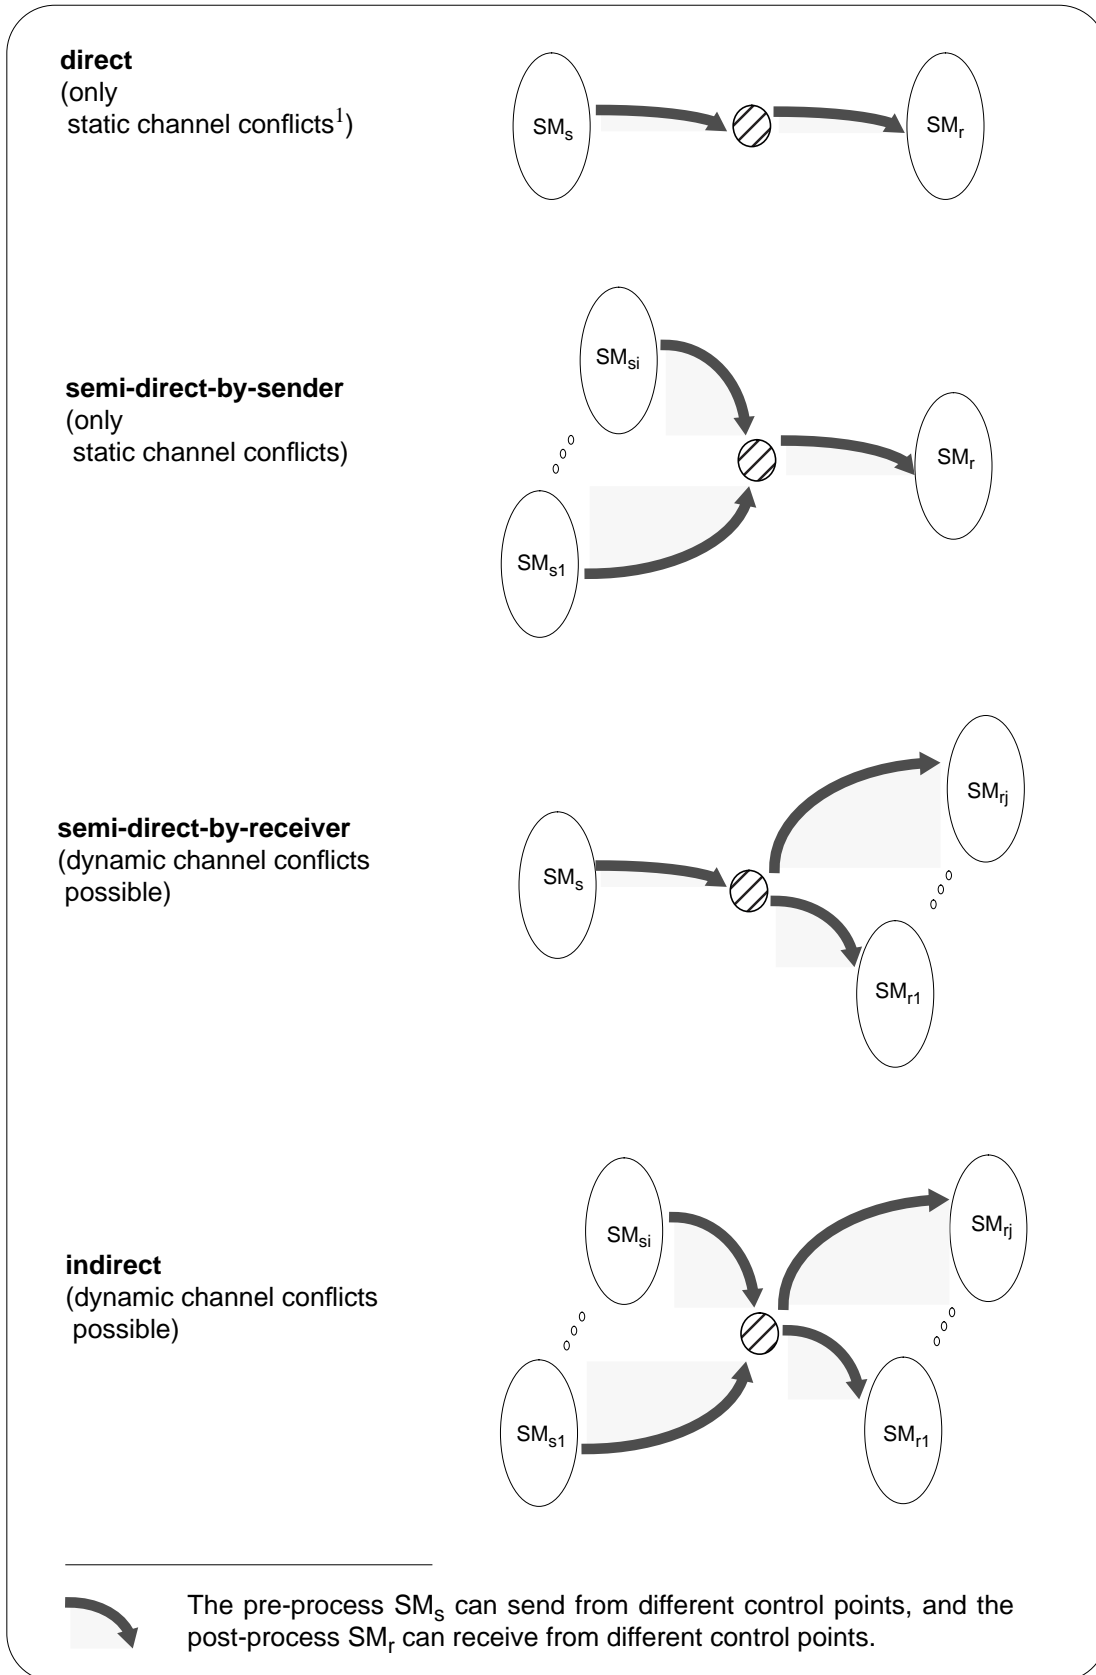 direct
(only
static channel conflicts1)
SMs
SMr
semi-direct-by-sender
(only
static channel conflicts)
SMsi
SMs1
SMr
semi-direct-by-receiver
(dynamic channel conflicts
possible)
SMs
SMrj
SMr1
indirect
(dynamic channel conflicts
possible)
SMsi
SMs1
SMrj
SMr1
The pre-process SMs can send from different control points, and the
post-process SMr can receive from different control points.